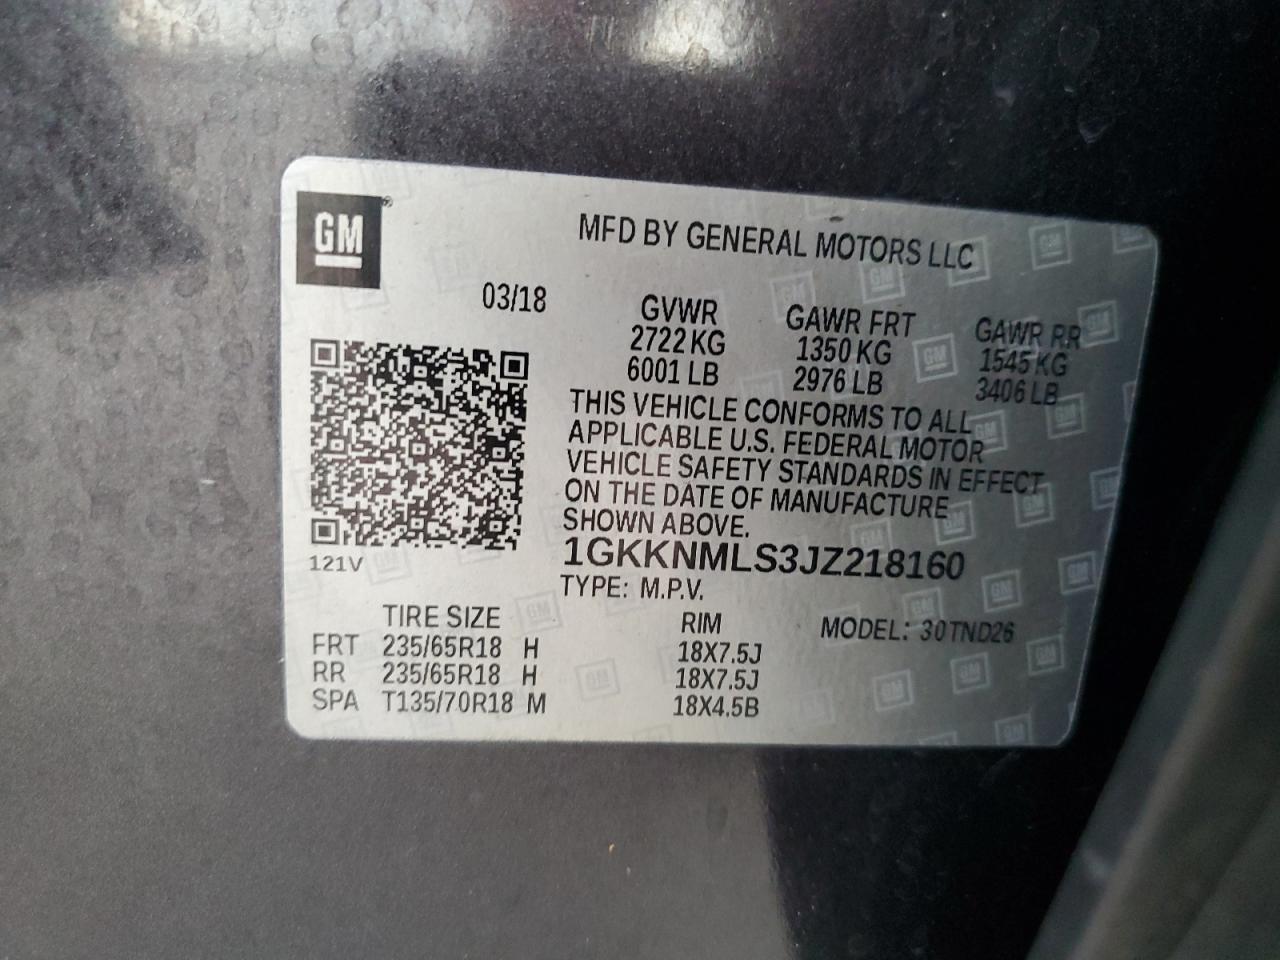 GM
MFD BY GENERAL MOTORS LLC
03/18 GVWR GAWR FRT GAWR RR
2722 KG 1350 KG 1545 KG
6001 LB 2976 LB 3406 LB
THIS VEHICLE CONFORMS TO ALL
APPLICABLE U.S. FEDERAL MOTOR
VEHICLE SAFETY STANDARDS IN EFFECT
ON THE DATE OF MANUFACTURE
SHOWN ABOVE.
1GKKNMLS3JZ218160
121V
TYPE: M.P.V.
TIRE SIZE RIM MODEL: 30TND26
FRT 235/65R18 H 18X7.5J
RR 235/65R18 H 18X7.5J
SPA T135/70R18 M 18X4.5B